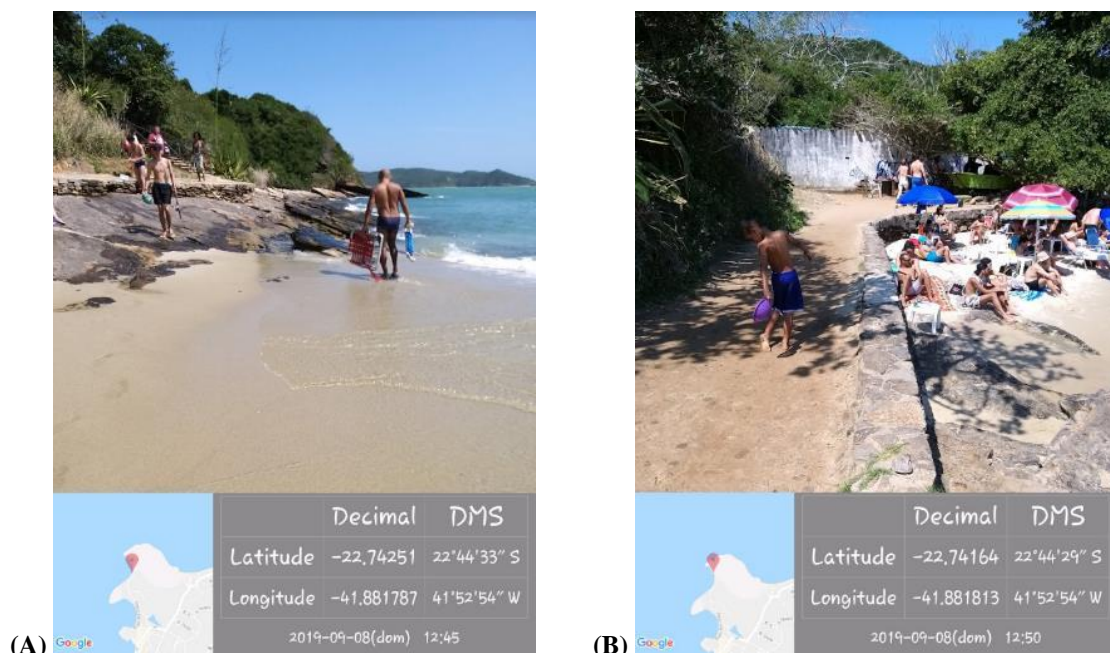 Decimal DMS
Latitude -22.74251 22°44'33" S
Longitude -41.881787 41°52'54" W
2019-09-08(dom) 12:45
Google
(A)
Decimal DMS
Latitude -22.74164 22°44'29" S
Longitude -41.881813 41°52'54" W
2019-09-08(dom) 12:50
Google
(B)